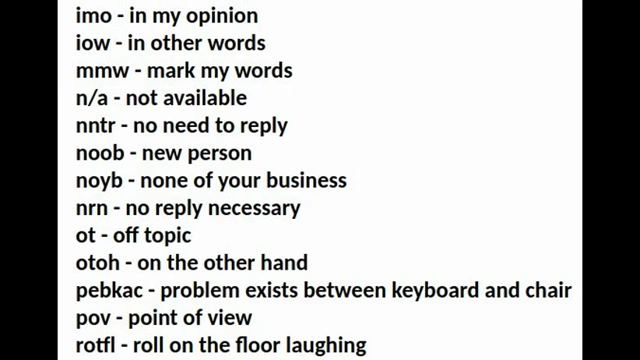 imo - in my opinion
iow - in other words
mmw - mark my words
n/a - not available
nntr - no need to reply
noob - new person
noyb - none of your business
nrn - no reply necessary
ot - off topic
otoh - on the other hand
pebkac - problem exists between keyboard and chair
pov - point of view
rotfl - roll on the floor laughing